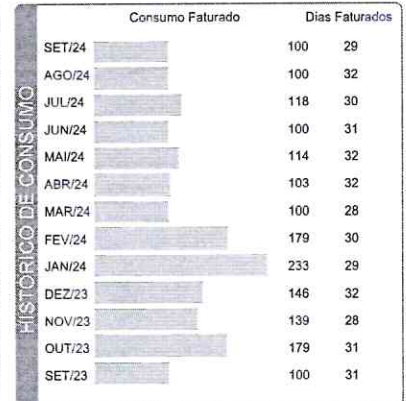 HISTÓRICO DE CONSUMO
Consumo Faturado Dias Faturados
SET/24 100 29
AGO/24 100 32
JUL/24 118 30
JUN/24 100 31
MAI/24 114 32
ABR/24 103 32
MAR/24 100 28
FEV/24 179 30
JAN/24 233 29
DEZ/23 146 32
NOV/23 139 28
OUT/23 179 31
SET/23 100 31